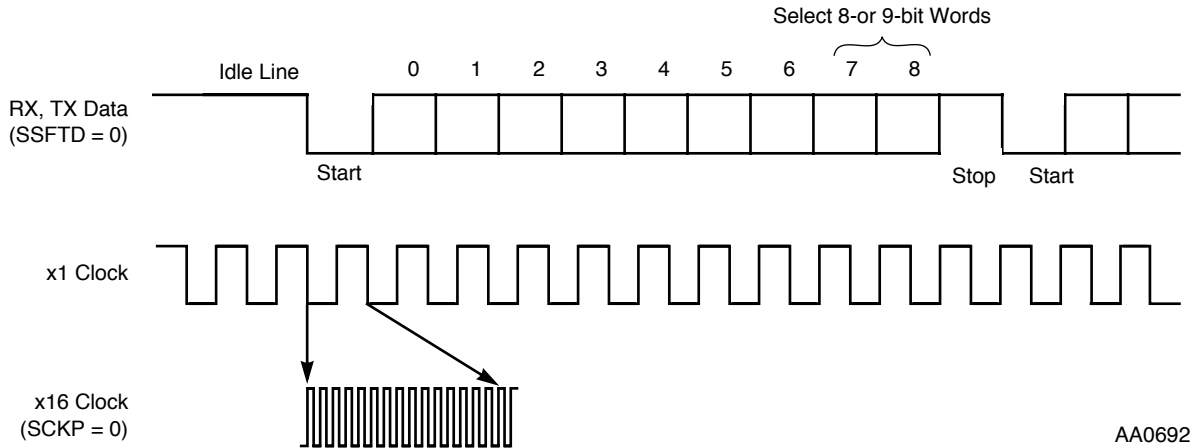 Select 8-or 9-bit Words
Idle Line
0 1 2 3 4 5 6 7 8
RX, TX Data
(SSFTD = 0)
Start
Stop
Start
x1 Clock
x16 Clock
(SCKP = 0)
AA0692